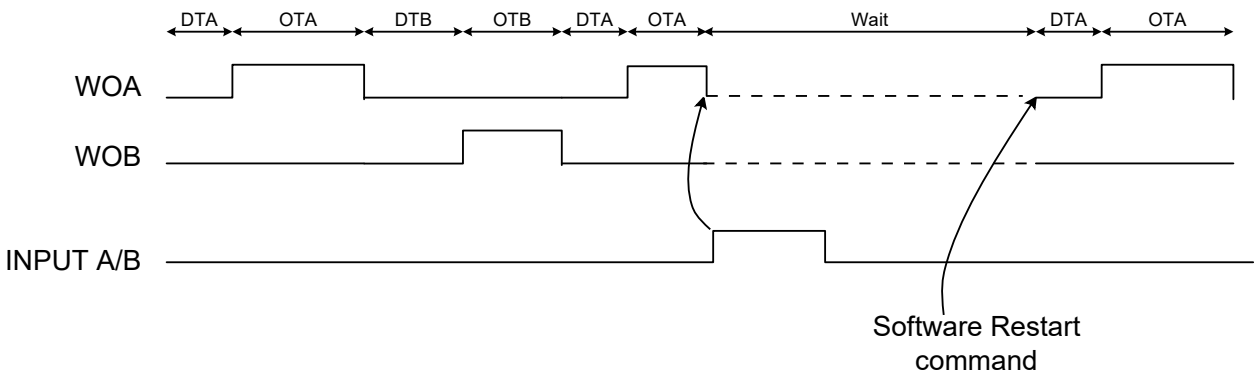 DTA OTA DTB OTB DTA OTA Wait DTA OTA
WOA
WOB
INPUT A/B
Software Restart
command